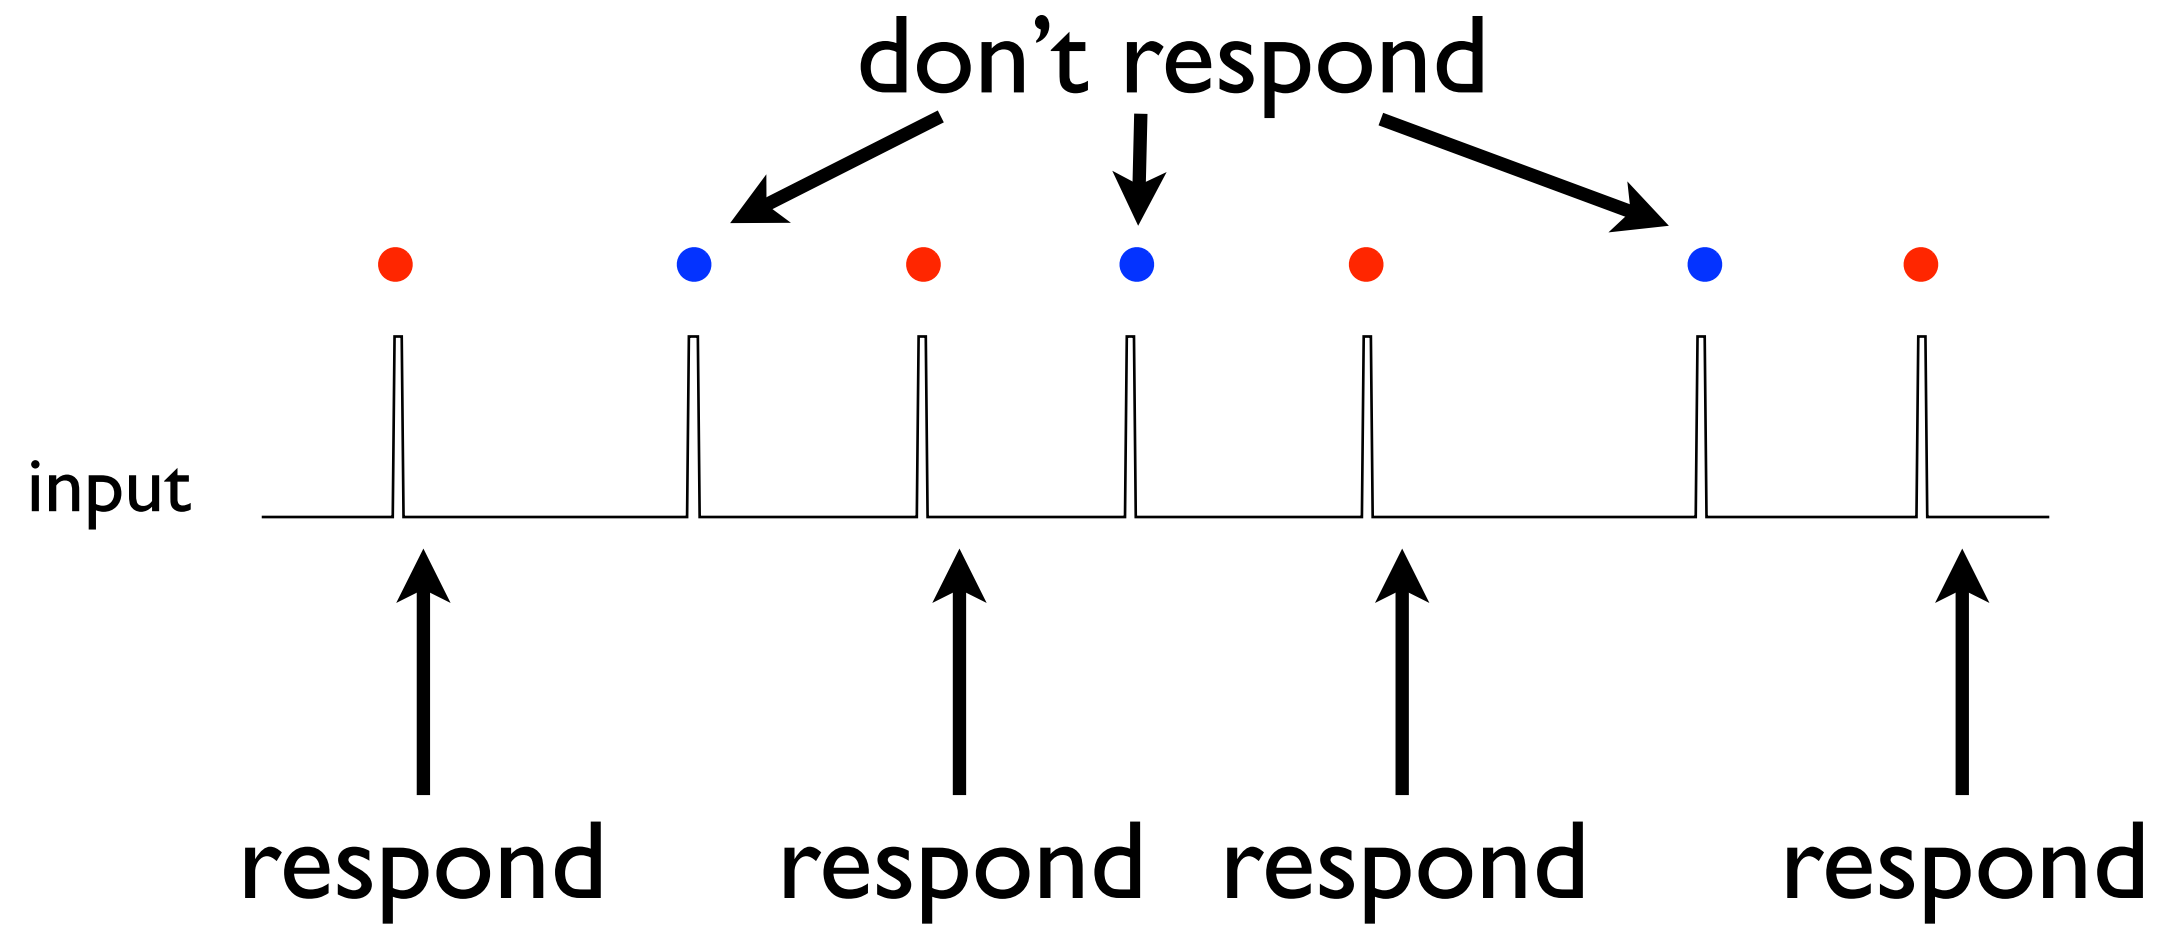 don’t respond
input
respond respond respond respond